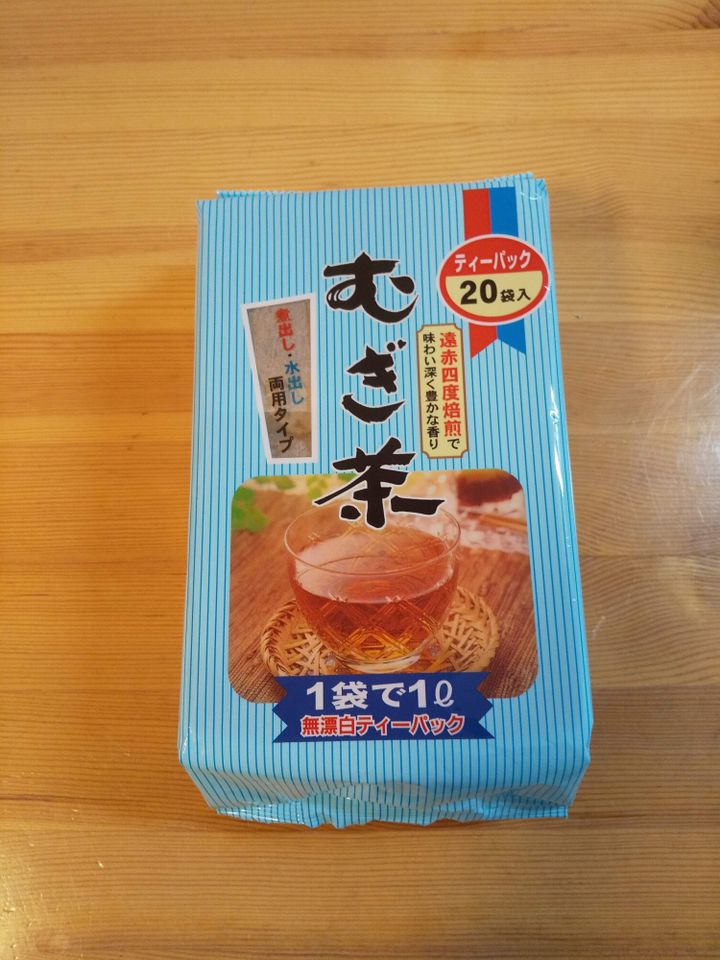 ティーパック
20袋入
むぎ茶
遠赤四度焙煎で
味わい深く豊かな香り
煮出し・水出し
両用タイプ
1袋で1ℓ
無漂白ティーパック